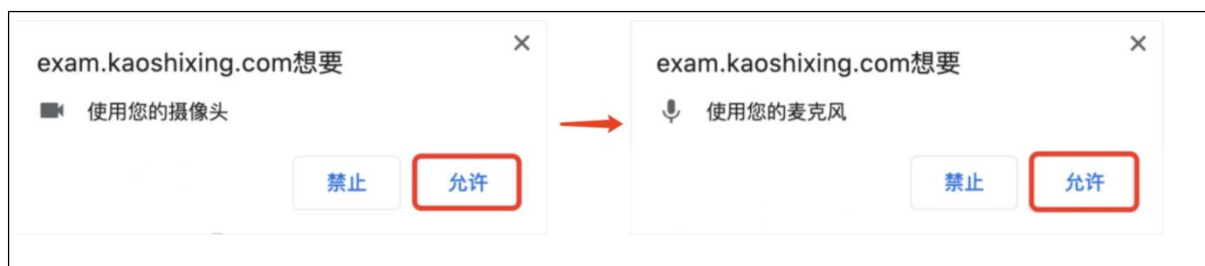 exam.kaoshixing.com想要
使用您的摄像头
禁止
允许
exam.kaoshixing.com想要
使用您的麦克风
禁止
允许